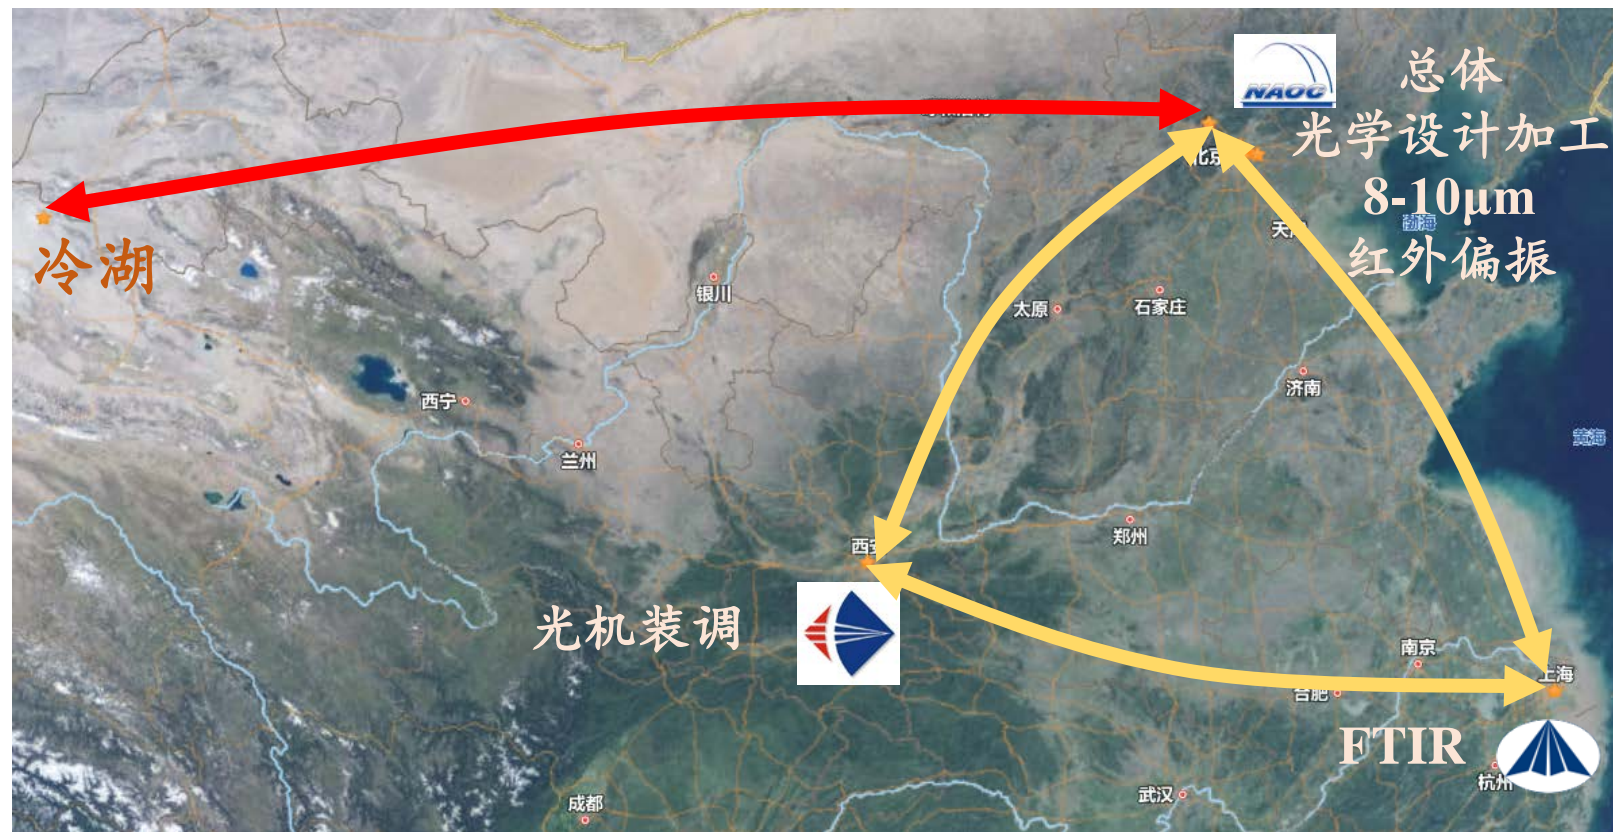 NAOC
总体
光学设计加工
8-10μm
红外偏振
北京
渤海
冷湖
银川
太原
石家庄
济南
西宁
兰州
黄海
郑州
光机装调
南京
上海
合肥
FTIR
杭州
武汉
成都